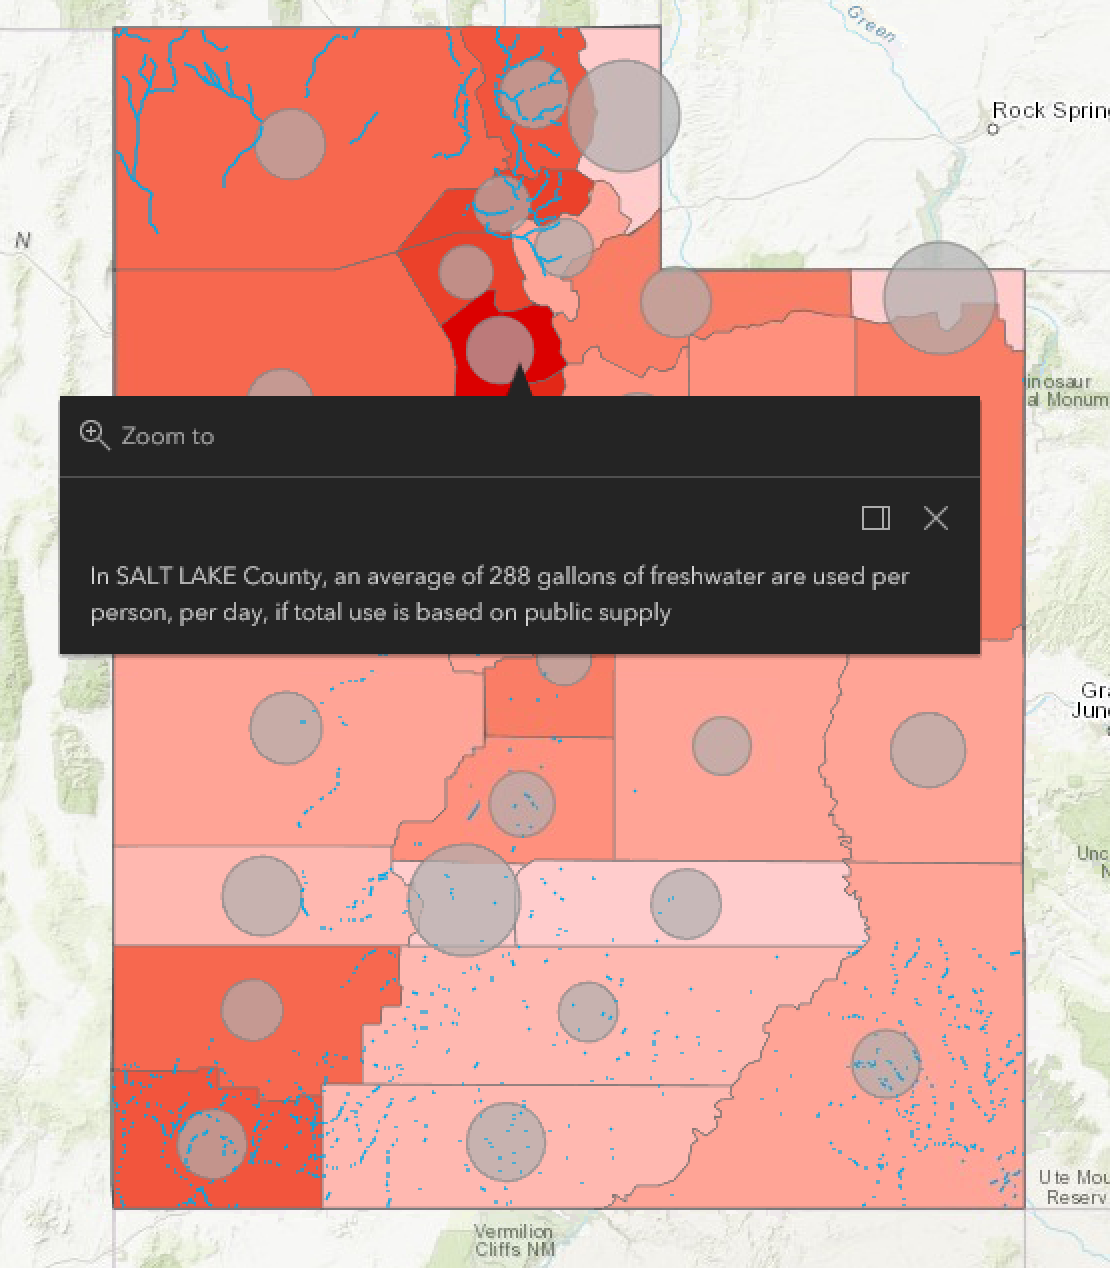 Green
Rock Spring
N
inosaur
al Monum
Zoom to
In SALT LAKE County, an average of 288 gallons of freshwater are used per
person, per day, if total use is based on public supply
Gra
Junc
Unc
N
Ute Mou
Reserv
Vermilion
Cliffs NM